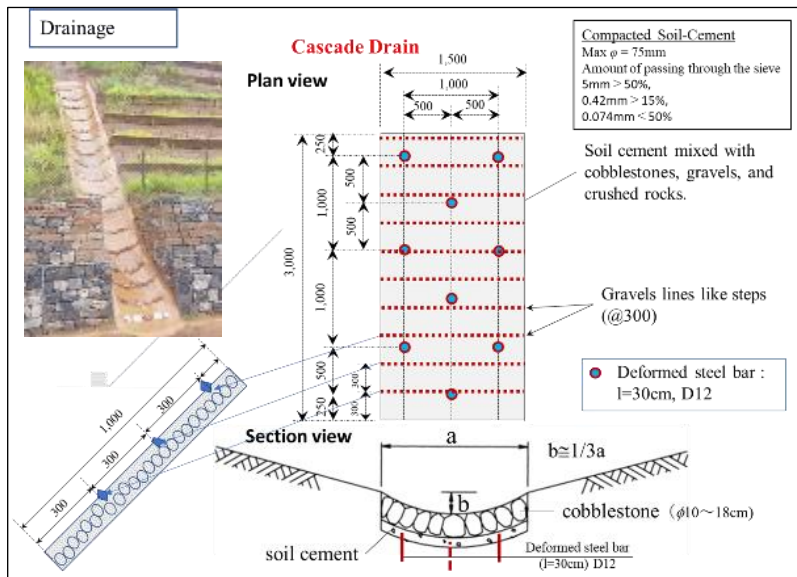 Drainage
Cascade Drain
Plan view
Compacted Soil-Cement
Max φ = 75mm
Amount of passing through the sieve
5mm > 50%,
0.42mm > 15%,
0.074mm < 50%
1,500
1,000
500 500
250
500
1,000
500
3,000
1,000
500
300
250
300
Soil cement mixed with
cobblestones, gravels, and
crushed rocks.
Gravels lines like steps
(@300)
Deformed steel bar :
l=30cm, D12
1,000
300
300
300
Section view
a
b≅1/3a
b
cobblestone (ϕ10～18cm)
soil cement
Deformed steel bar
(l=30cm) D12